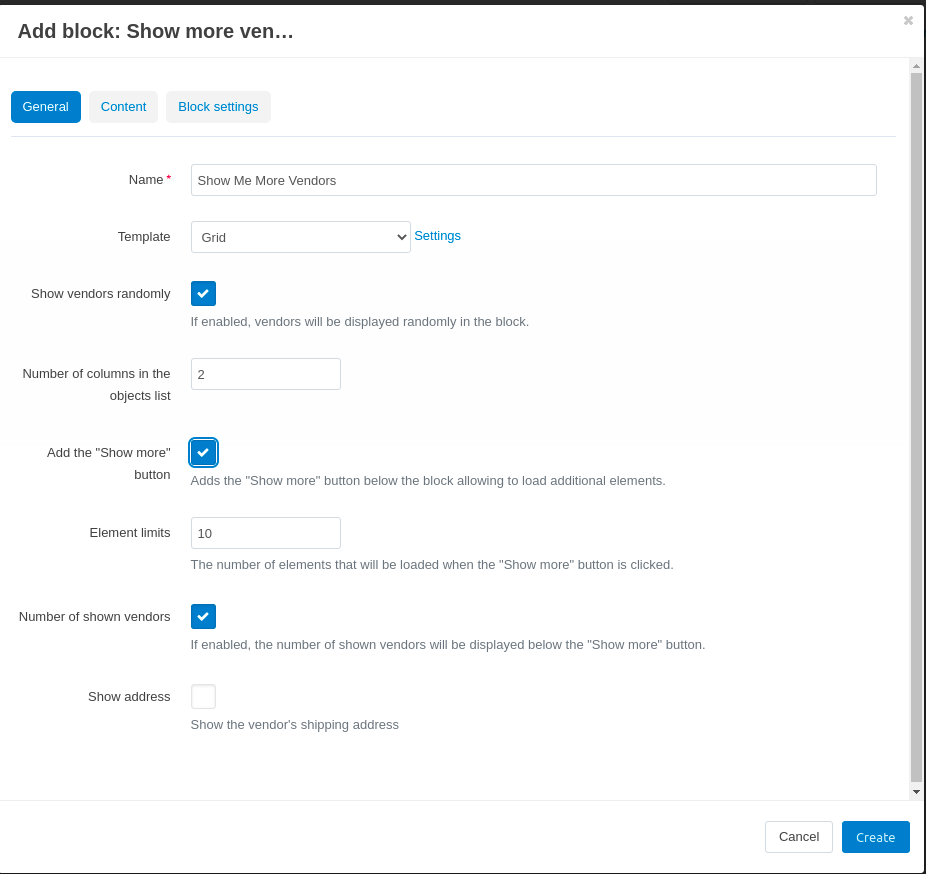 Add block: Show more ven…
General
Content
Block settings
Name *
Show Me More Vendors
Template
Grid
Settings
Show vendors randomly
If enabled, vendors will be displayed randomly in the block.
Number of columns in the
objects list
2
Add the "Show more"
button
Adds the "Show more" button below the block allowing to load additional elements.
Element limits
10
The number of elements that will be loaded when the "Show more" button is clicked.
Number of shown vendors
If enabled, the number of shown vendors will be displayed below the "Show more" button.
Show address
Show the vendor's shipping address
Cancel
Create